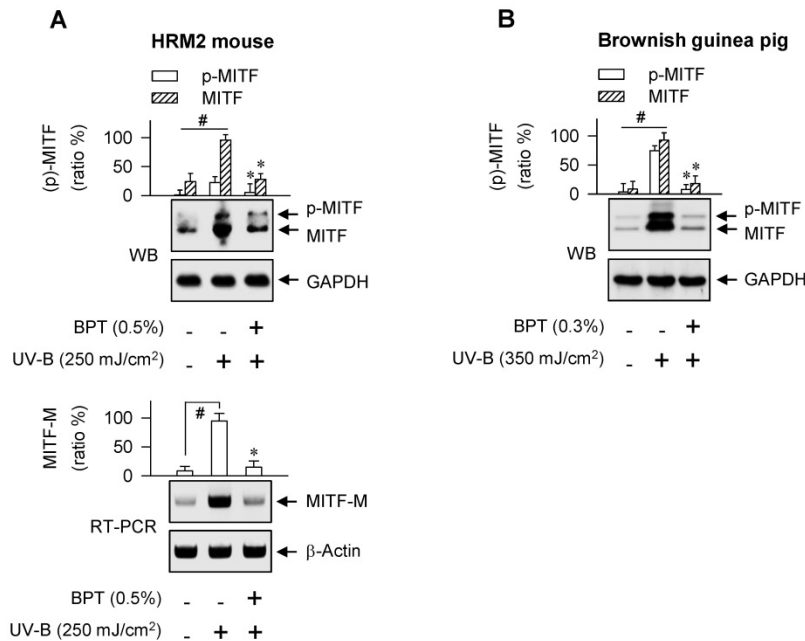 A
HRM2 mouse
p-MITF
MITF
#
(p)-MITF
(ratio %)
100
50
0
* *
p-MITF
MITF
WB
GAPDH
BPT (0.5%) - - +
UV-B (250 mJ/cm²) - + +
MITF-M
(ratio %)
100
50
0
#
*
MITF-M
RT-PCR
β-Actin
BPT (0.5%) - - +
UV-B (250 mJ/cm²) - + +
B
Brownish guinea pig
p-MITF
MITF
#
(p)-MITF
(ratio %)
100
50
0
* *
p-MITF
MITF
WB
GAPDH
BPT (0.3%) - - +
UV-B (350 mJ/cm²) - + +